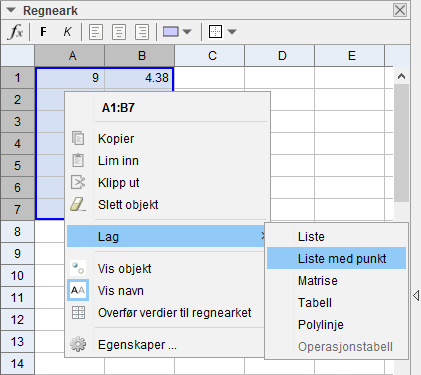 Regneark
fx F K
A B C D E
1 9 4.38
2
3
4
5
6
7
8
9
10
11
12
13
14
A1:B7
Kopier
Lim inn
Klipp ut
Slett objekt
Lag
Vis objekt
AA Vis navn
Overfør verdier til regnearket
Egenskaper ...
Liste
Liste med punkt
Matrise
Tabell
Polylinje
Operasjonstabell